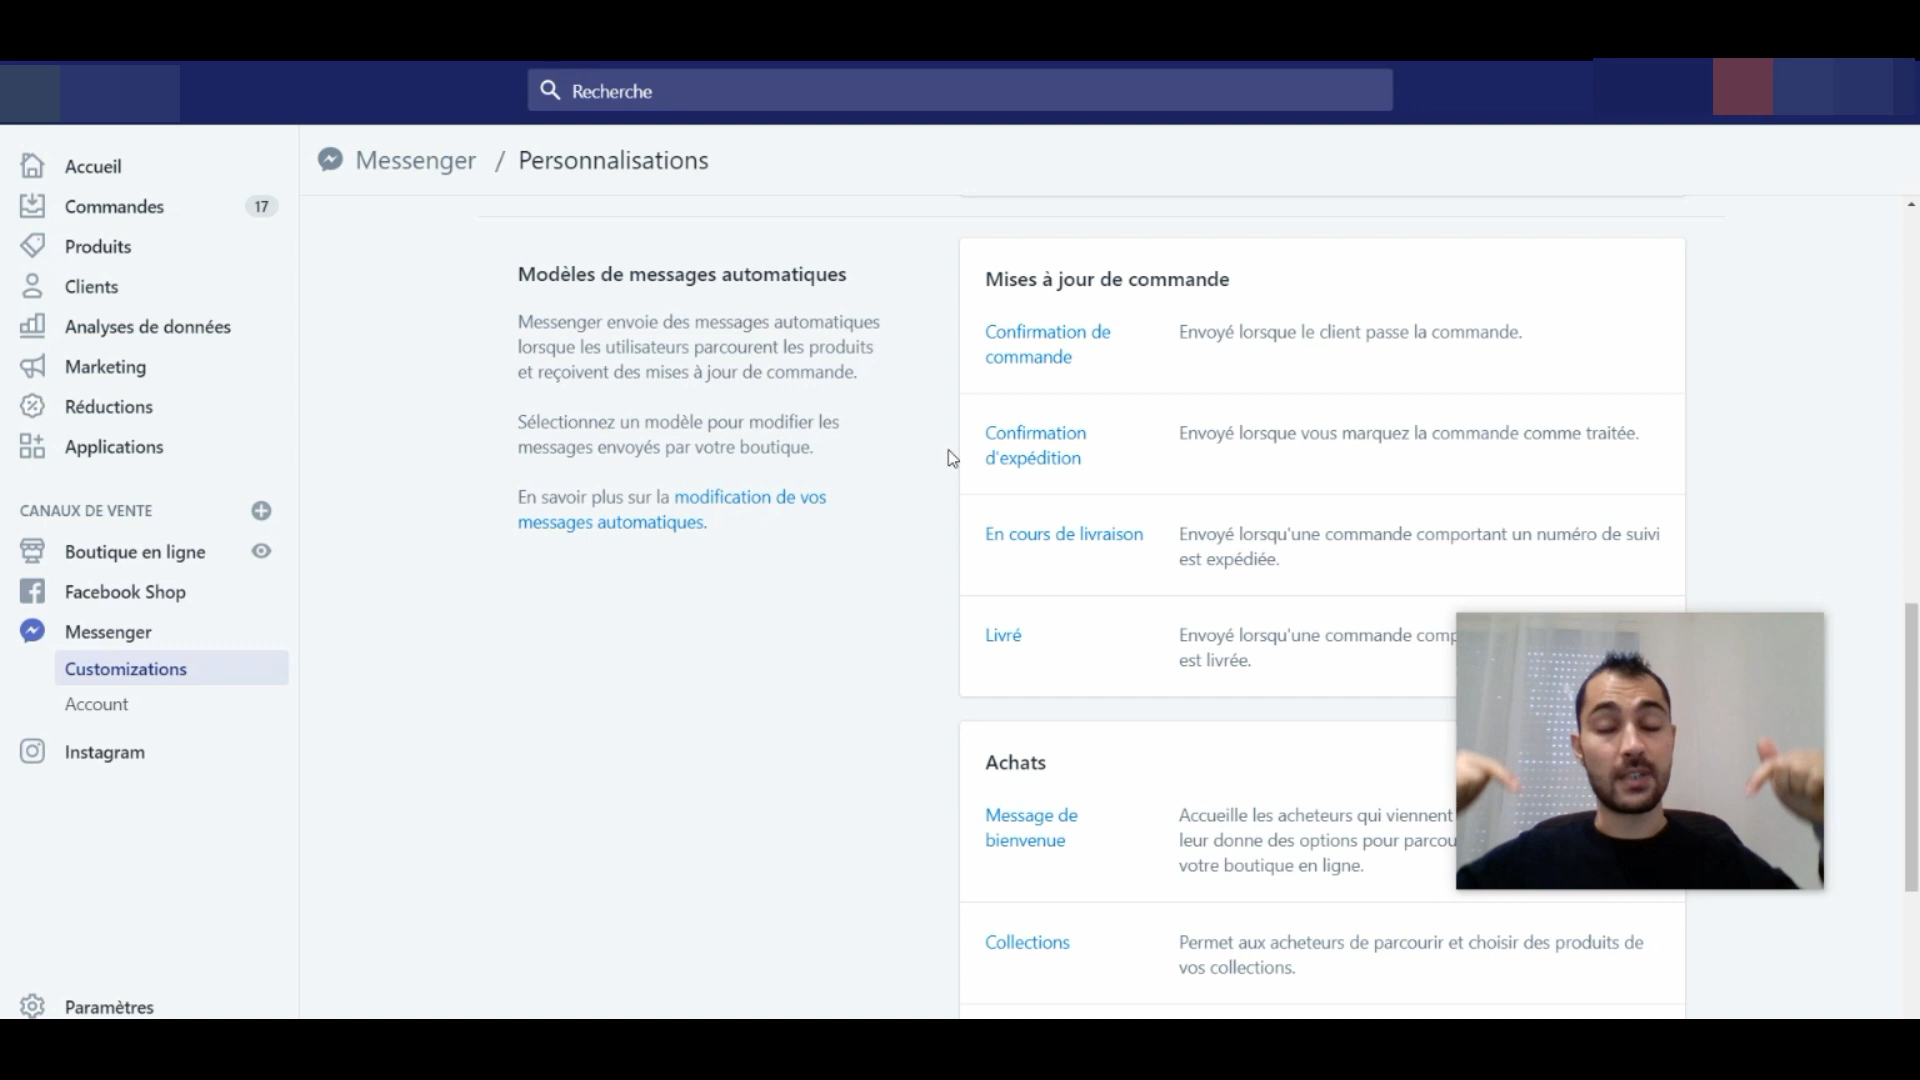 Recherche
Messenger / Personnalisations
Accueil
Commandes 17
Produits
Clients
Analyses de données
Marketing
Réductions
Applications
CANAUX DE VENTE
Boutique en ligne
Facebook Shop
Messenger
Customizations
Account
Instagram
Paramètres
Modèles de messages automatiques
Messenger envoie des messages automatiques
lorsque les utilisateurs parcourent les produits
et reçoivent des mises à jour de commande.
Sélectionnez un modèle pour modifier les
messages envoyés par votre boutique.
En savoir plus sur la modification de vos
messages automatiques.
Mises à jour de commande
Confirmation de
commande
Envoyé lorsque le client passe la commande.
Confirmation
d'expédition
Envoyé lorsque vous marquez la commande comme traitée.
En cours de livraison
Envoyé lorsqu'une commande comportant un numéro de suivi
est expédiée.
Livré
Envoyé lorsqu'une commande
est livrée.
Achats
Message de
bienvenue
Accueille les acheteurs qui viennent
leur donne des options pour
votre boutique en ligne.
Collections
Permet aux acheteurs de parcourir et choisir des produits de
vos collections.